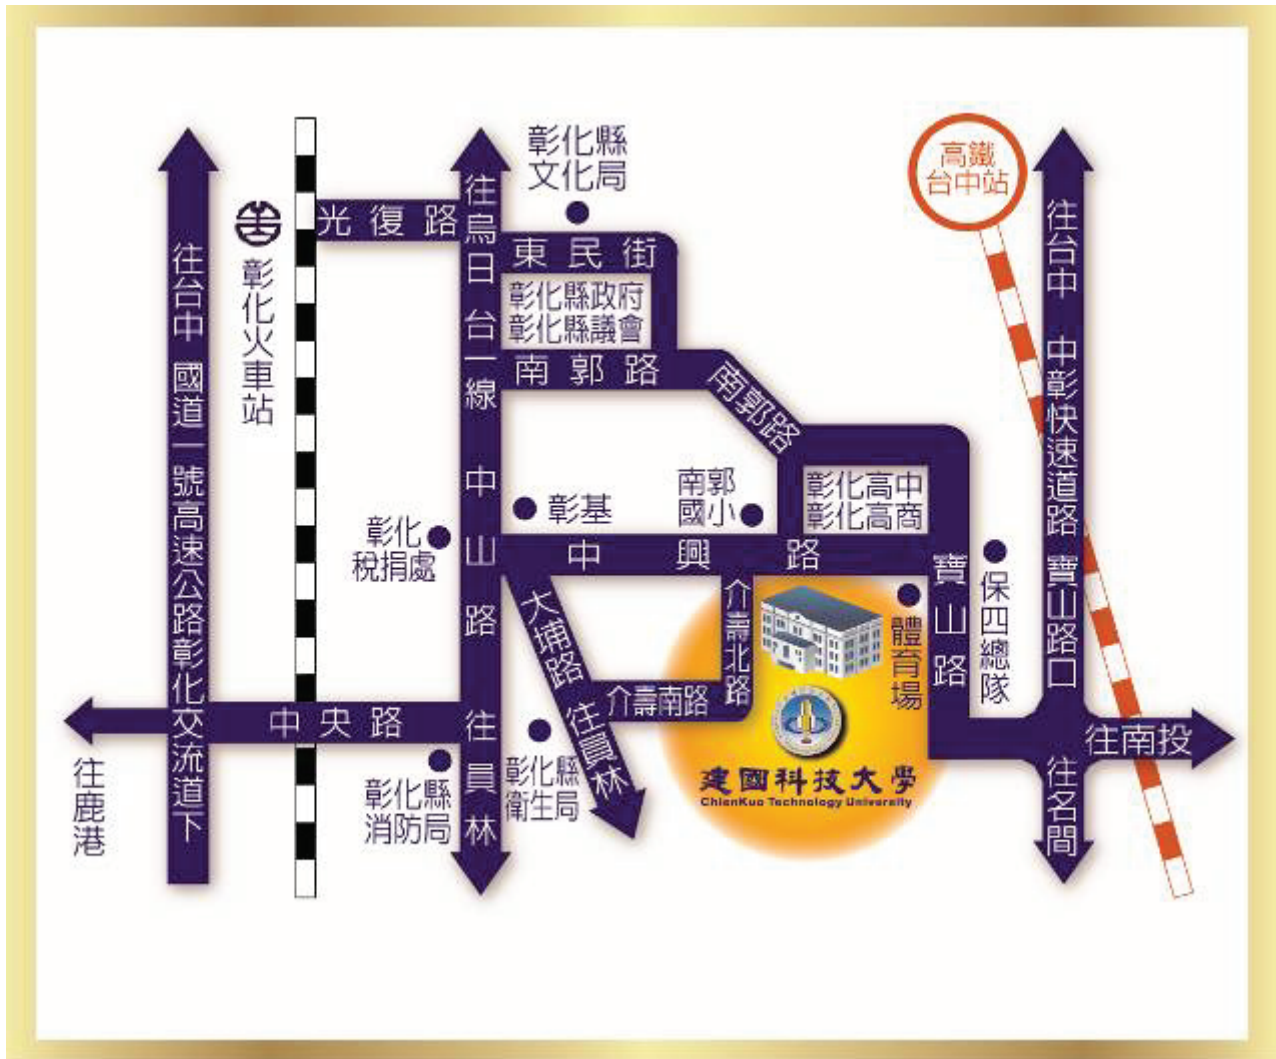 彰化縣
文化局
高鐵
台中站
往烏日 台一線 中山路 往員林
光復路
東民街
彰化縣政府
彰化縣議會
南郭路
南郭路
往台中 國道一號高速公路彰化交流道下
彰化火車站
往台中 中彰快速道路 寶山路口
彰基
南郭
國小
彰化高中
彰化高商
彰化
稅捐處
中興路
大埔路 往員林
介壽北路
介壽南路
體育場
寶山路
保四總隊
中央路
往鹿港
彰化縣
消防局
彰化縣
衛生局
建國科技大學
ChienKuo Technology University
往南投
往名間